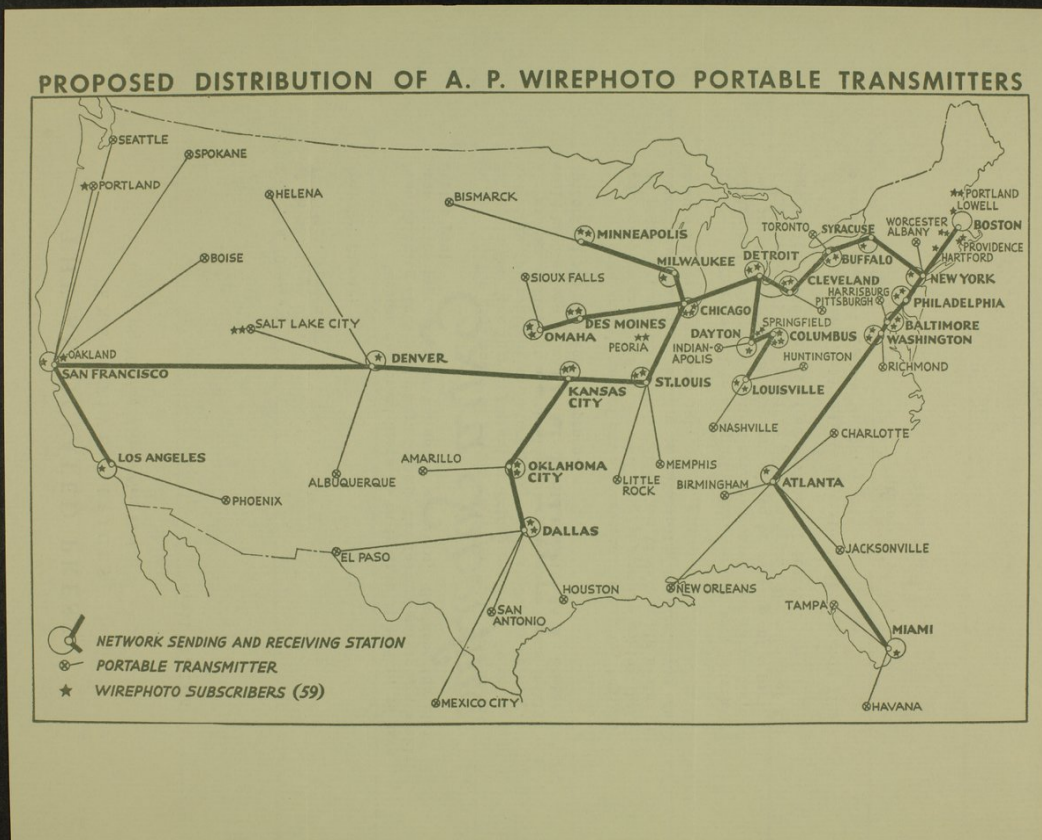 PROPOSED DISTRIBUTION OF A. P. WIREPHOTO PORTABLE TRANSMITTERS
SEATTLE
SPOKANE
PORTLAND
HELENA
BISMARCK
PORTLAND
LOWELL
WORCESTER
ALBANY
BOSTON
TORONTO
SYRACUSE
MINNEAPOLIS
PROVIDENCE
HARTFORD
BOISE
MILWAUKEE
DETROIT
BUFFALO
SIOUX FALLS
CLEVELAND
NEW YORK
HARRISBURG
PITTSBURGH
PHILADELPHIA
CHICAGO
SALT LAKE CITY
DES MOINES
SPRINGFIELD
BALTIMORE
OMAHA
DAYTON
COLUMBUS
WASHINGTON
PEORIA
INDIAN-
APOLIS
OAKLAND
DENVER
HUNTINGTON
RICHMOND
SAN FRANCISCO
ST.LOUIS
KANSAS
CITY
LOUISVILLE
NASHVILLE
CHARLOTTE
LOS ANGELES
AMARILLO
OKLAHOMA
CITY
MEMPHIS
ALBUQUERQUE
LITTLE
ROCK
BIRMINGHAM
ATLANTA
PHOENIX
DALLAS
EL PASO
JACKSONVILLE
HOUSTON
NEW ORLEANS
SAN
ANTONIO
TAMPA
MIAMI
MEXICO CITY
HAVANA
NETWORK SENDING AND RECEIVING STATION
PORTABLE TRANSMITTER
WIREPHOTO SUBSCRIBERS (59)